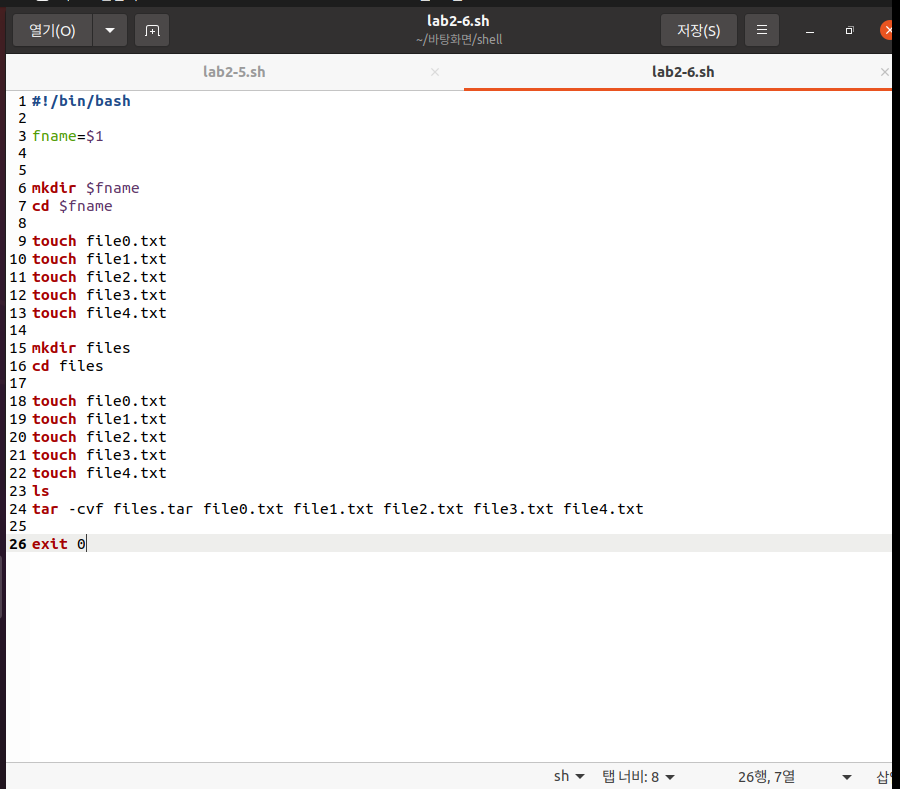 열기(O)
lab2-6.sh
~/바탕화면/shell
저장(S)
lab2-5.sh
lab2-6.sh
1 #!/bin/bash
2
3 fname=$1
4
5
6 mkdir $fname
7 cd $fname
8
9 touch file0.txt
10 touch file1.txt
11 touch file2.txt
12 touch file3.txt
13 touch file4.txt
14
15 mkdir files
16 cd files
17
18 touch file0.txt
19 touch file1.txt
20 touch file2.txt
21 touch file3.txt
22 touch file4.txt
23 ls
24 tar -cvf files.tar file0.txt file1.txt file2.txt file3.txt file4.txt
25
26 exit 0
sh 탭 너비: 8 26행, 7열